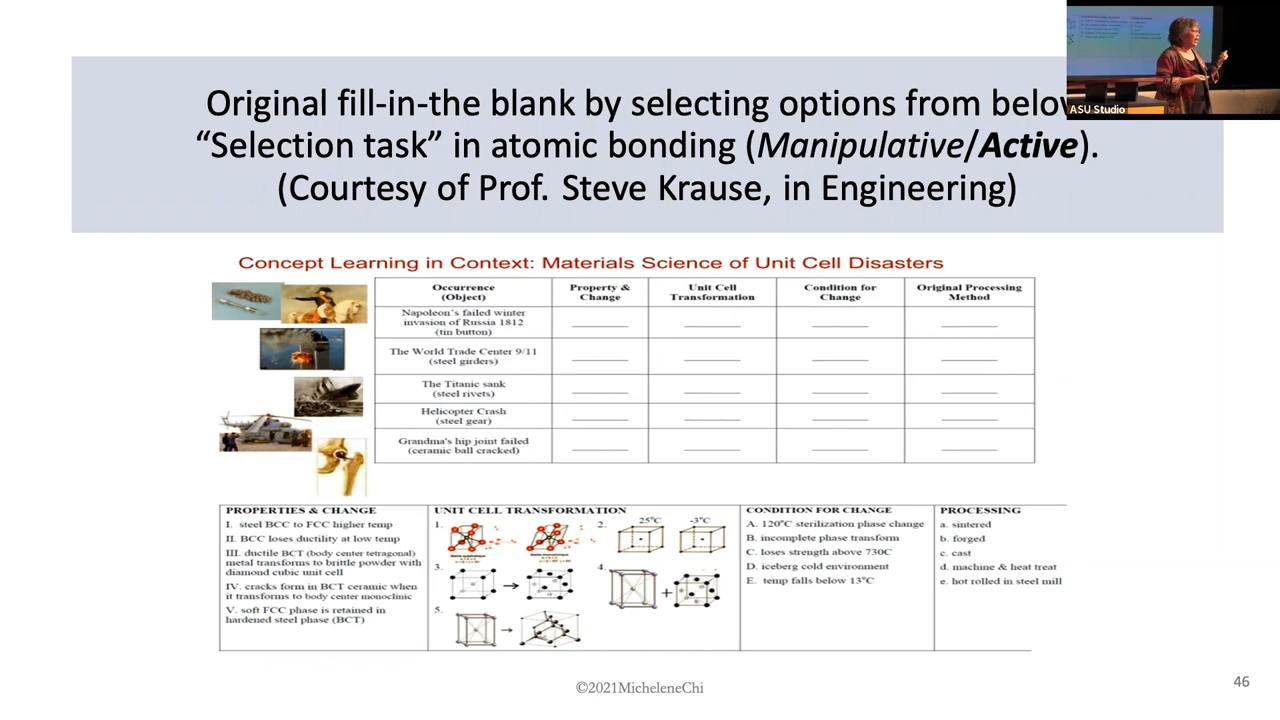 Original fill-in-the blank by selecting options from below
“Selection task” in atomic bonding (Manipulative/Active).
(Courtesy of Prof. Steve Krause, in Engineering)
ASU Studio
Concept Learning in Context: Materials Science of Unit Cell Disasters
Occurrence (Object)
Property & Change
Unit Cell Transformation
Condition for Change
Original Processing Method
Napoleon's failed winter
invasion of Russia 1812
(tin button)
The World Trade Center 9/11
(steel girders)
The Titanic sank
(steel rivets)
Helicopter Crash
(steel gear)
Grandma's hip joint failed
(ceramic ball cracked)
PROPERTIES & CHANGE
I. steel BCC to FCC higher temp
II. BCC loses ductility at low temp
III. ductile BCT (body center tetragonal)
metal transforms to brittle powder with
diamond cubic unit cell
IV. cracks form in BCT ceramic when
it transforms to body center monoclinic
V. soft FCC phase is retained in
hardened steel phase (BCT)
UNIT CELL TRANSFORMATION
1.
2.
25°C
-3°C
3.
4.
+
5.
CONDITION FOR CHANGE
A. 120°C sterilization phase change
B. incomplete phase transform
C. loses strength above 730C
D. iceberg cold environment
E. temp falls below 13°C
PROCESSING
a. sintered
b. forged
c. cast
d. machine & heat treat
e. hot rolled in steel mill
©2021MicheleneChi
46